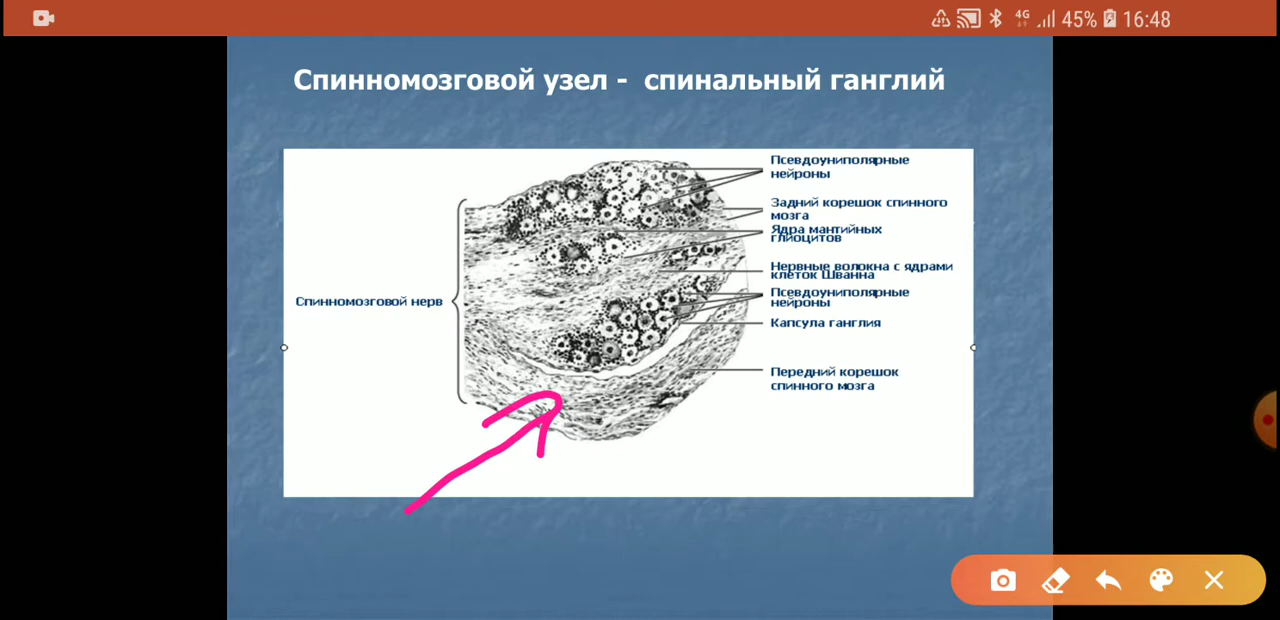 4G 45% 16:48
Спинномозговой узел - спинальный ганглий
Псевдоуниполярные
нейроны
Задний корешок спинного
мозга
Ядра мантийных
глиоцитов
Нервные волокна с ядрами
клеток Шванна
Спинномозговой нерв
Псевдоуниполярные
нейроны
Капсула ганглия
Передний корешок
спинного мозга